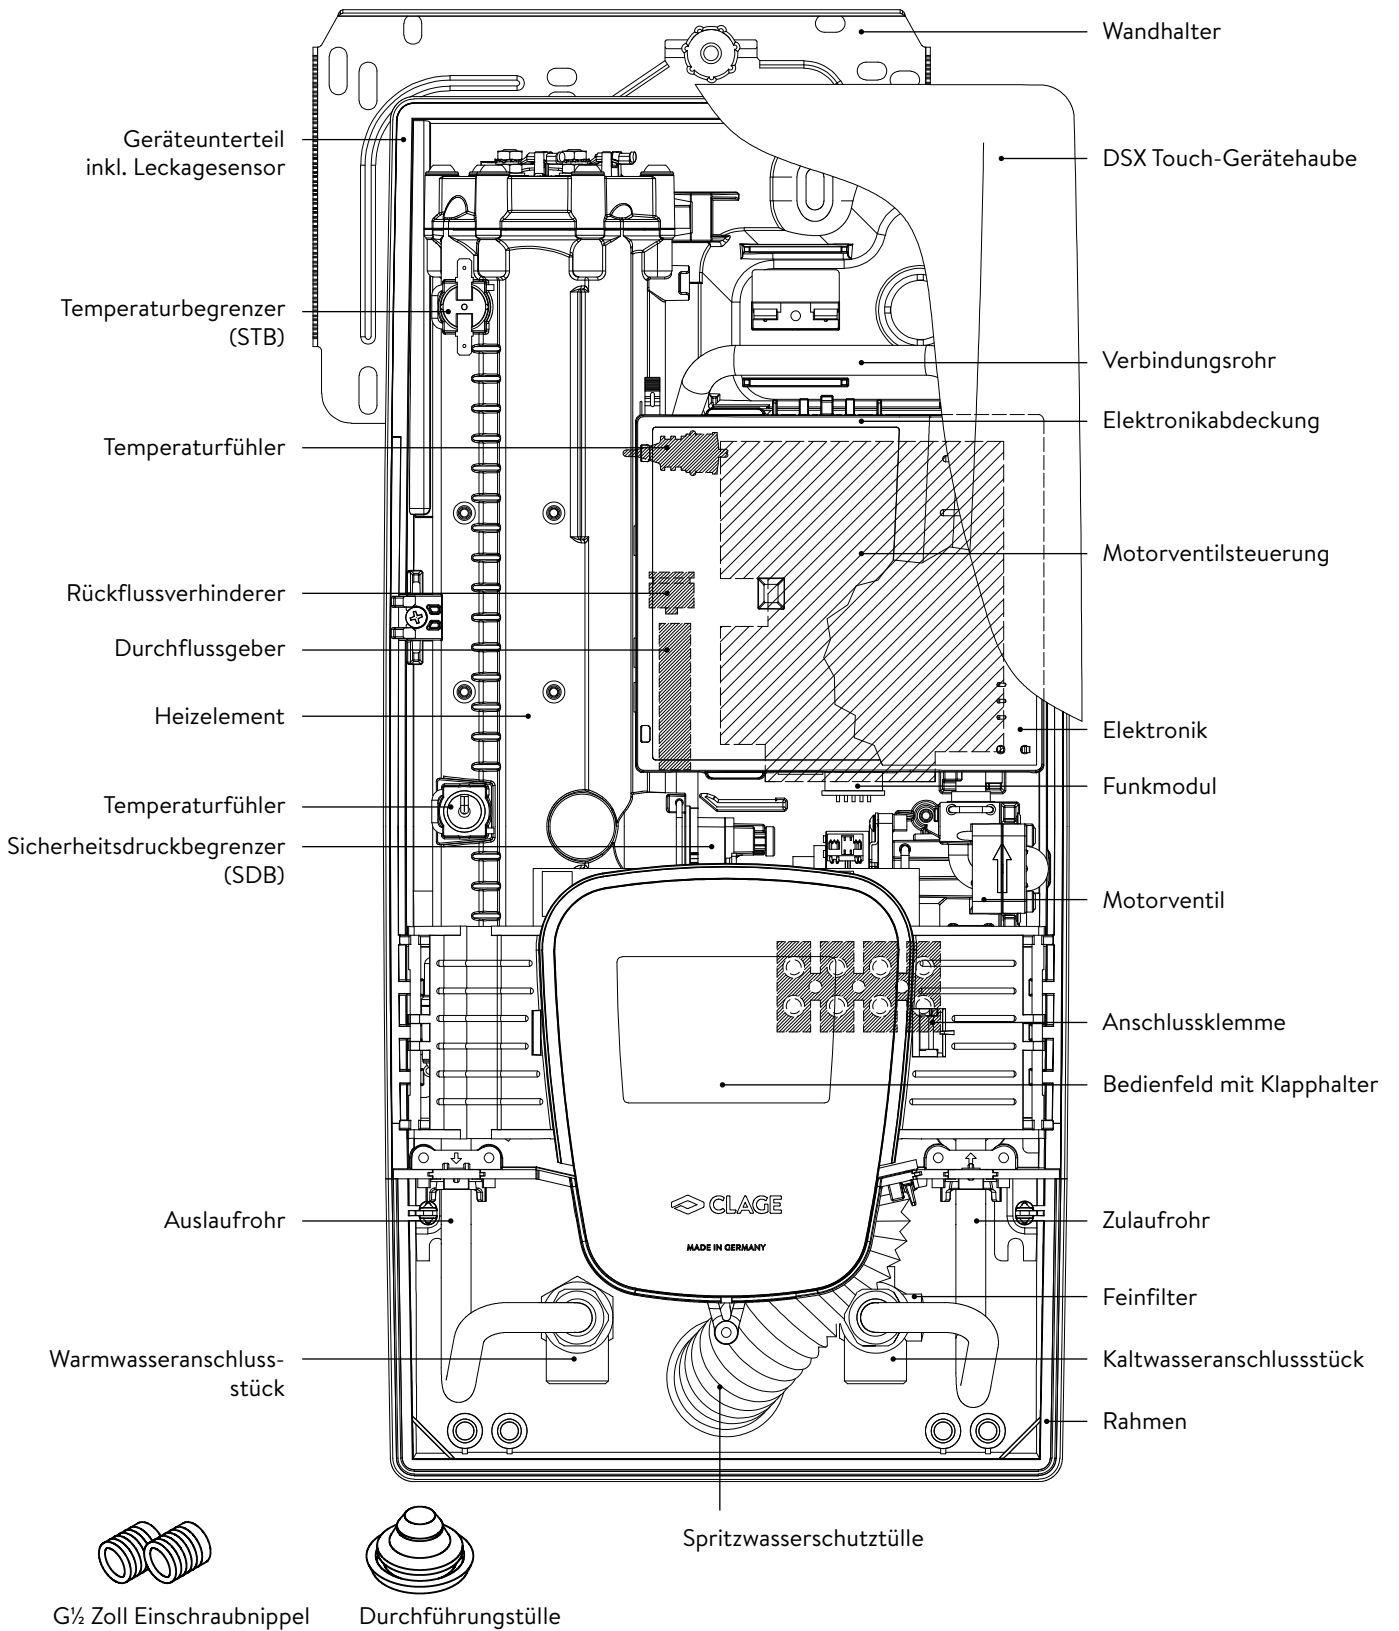 Wandhalter
Geräteunterteil
inkl. Leckagesensor
DSX Touch-Gerätehaube
Temperaturbegrenzer
(STB)
Verbindungsrohr
Elektronikabdeckung
Temperaturfühler
Motorventilsteuerung
Rückflussverhinderer
Durchflussgeber
Heizelement
Elektronik
Funkmodul
Temperaturfühler
Sicherheitsdruckbegrenzer
(SDB)
Motorventil
Anschlussklemme
Bedienfeld mit Klapphalter
CLAGE
MADE IN GERMANY
Auslaufrohr
Zulaufrohr
Feinfilter
Warmwasseranschluss-
stück
Kaltwasseranschlussstück
Rahmen
Spritzwasserschutztülle
G½ Zoll Einschraubnippel
Durchführungstülle